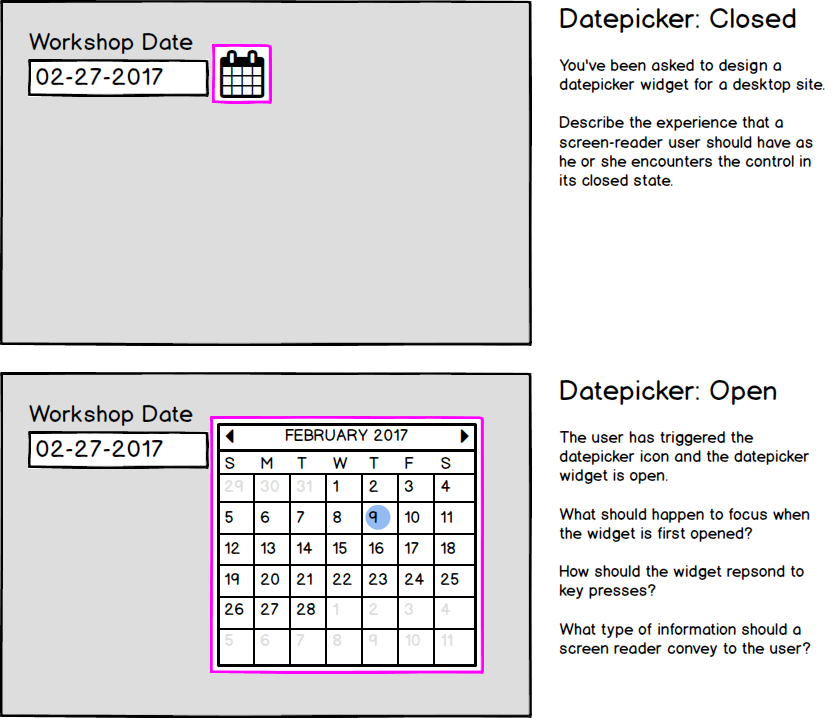 Workshop Date
02-27-2017
Datepicker: Closed
You've been asked to design a
datepicker widget for a desktop site.
Describe the experience that a
screen-reader user should have as
he or she encounters the control in
its closed state.
Workshop Date
02-27-2017
FEBRUARY 2017
S M T W T F S
29 30 31 1 2 3 4
5 6 7 8 9 10 11
12 13 14 15 16 17 18
19 20 21 22 23 24 25
26 27 28 1 2 3 4
5 6 7 8 9 10 11
Datepicker: Open
The user has triggered the
datepicker icon and the datepicker
widget is open.
What should happen to focus when
the widget is first opened?
How should the widget repsond to
key presses?
What type of information should a
screen reader convey to the user?